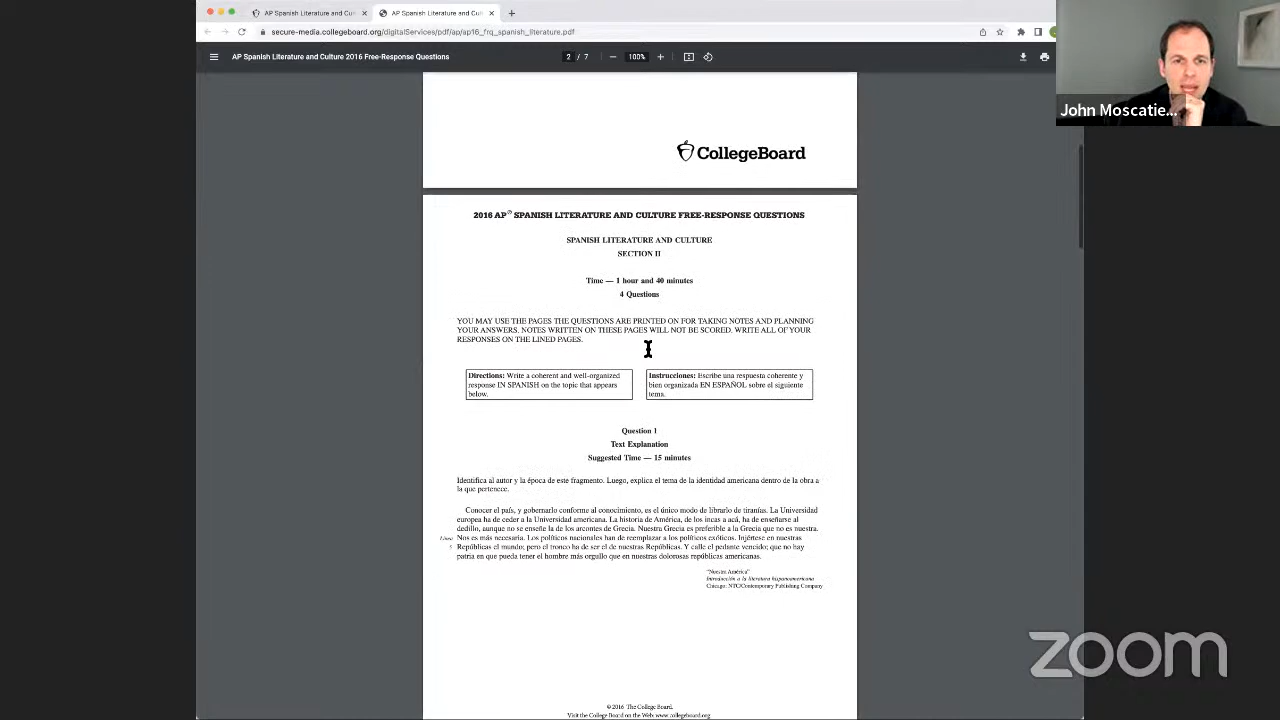 AP Spanish Literature and Cu
AP Spanish Literature and Cu
secure-media.collegeboard.org/digitalServices/pdf/ap/ap16_frq_spanish_literature.pdf
AP Spanish Literature and Culture 2016 Free-Response Questions
2 / 7
100%
John Moscatie...
CollegeBoard
2016 AP® SPANISH LITERATURE AND CULTURE FREE-RESPONSE QUESTIONS
SPANISH LITERATURE AND CULTURE
SECTION II
Time — 1 hour and 40 minutes
4 Questions
YOU MAY USE THE PAGES THE QUESTIONS ARE PRINTED ON FOR TAKING NOTES AND PLANNING
YOUR ANSWERS. NOTES WRITTEN ON THESE PAGES WILL NOT BE SCORED. WRITE ALL OF YOUR
RESPONSES ON THE LINED PAGES.
Directions: Write a coherent and well-organized
response IN SPANISH on the topic that appears
below.
Instrucciones: Escribe una respuesta coherente y
bien organizada EN ESPAÑOL sobre el siguiente
tema.
Question 1
Text Explanation
Suggested Time — 15 minutes
Identifica al autor y la época de este fragmento. Luego, explica el tema de la identidad americana dentro de la obra a
la que pertenece.
Conocer el país, y gobernarlo conforme al conocimiento, es el único modo de librarlo de tiranías. La Universidad
europea ha de ceder a la Universidad americana. La historia de América, de los incas a acá, ha de enseñarse al
dedillo, aunque no se enseñe la de los arcontes de Grecia. Nuestra Grecia es preferible a la Grecia que no es nuestra.
Línea Nos es más necesaria. Los políticos nacionales han de reemplazar a los políticos exóticos. Injértese en nuestras
5 Repúblicas el mundo; pero el tronco ha de ser el de nuestras Repúblicas. Y calle el pedante vencido; que no hay
patria en que pueda tener el hombre más orgullo que en nuestras dolorosas repúblicas americanas.
"Nuestra América"
Introducción a la literatura hispanoamericana
Chicago: NTC/Contemporary Publishing Company
zoom
© 2016 The College Board.
Visit the College Board on the Web: www.collegeboard.org